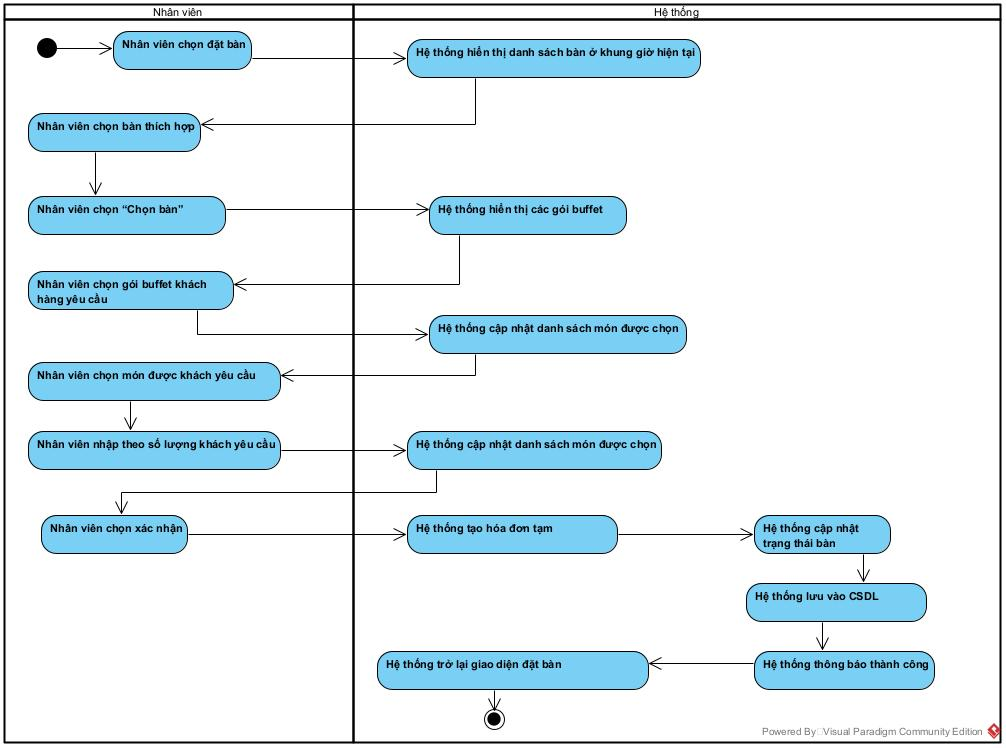 Nhân viên
Hệ thống
Nhân viên chọn đặt bàn
Hệ thống hiển thị danh sách bàn ở khung giờ hiện tại
Nhân viên chọn bàn thích hợp
Nhân viên chọn “Chọn bàn”
Hệ thống hiển thị các gói buffet
Nhân viên chọn gói buffet khách
hàng yêu cầu
Hệ thống cập nhật danh sách món được chọn
Nhân viên chọn món được khách yêu cầu
Nhân viên nhập theo số lượng khách yêu cầu
Hệ thống cập nhật danh sách món được chọn
Nhân viên chọn xác nhận
Hệ thống tạo hóa đơn tạm
Hệ thống cập nhật
trạng thái bàn
Hệ thống lưu vào CSDL
Hệ thống thông báo thành công
Hệ thống trở lại giao diện đặt bàn
Powered By Visual Paradigm Community Edition